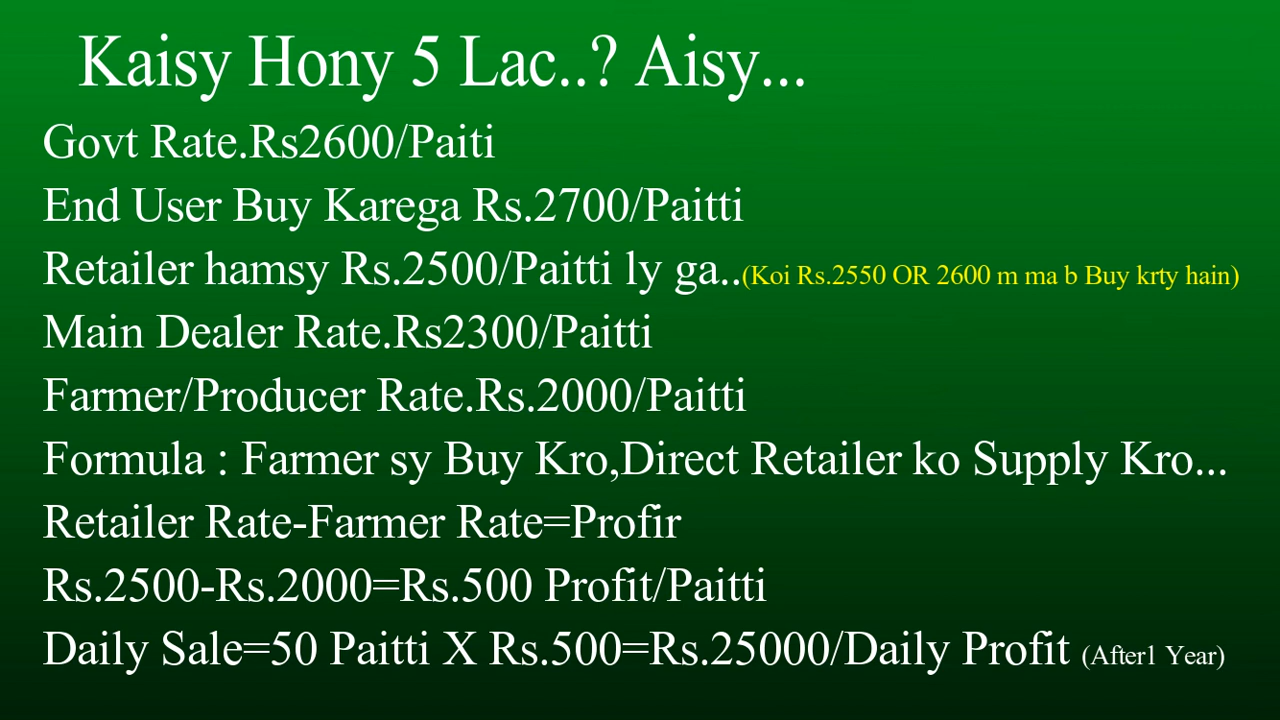 Kaisy Hony 5 Lac..? Aisy...
Govt Rate.Rs2600/Paiti
End User Buy Karega Rs.2700/Paitti
Retailer hamsy Rs.2500/Paitti ly ga..(Koi Rs.2550 OR 2600 m ma b Buy krty hain)
Main Dealer Rate.Rs2300/Paitti
Farmer/Producer Rate.Rs.2000/Paitti
Formula : Farmer sy Buy Kro,Direct Retailer ko Supply Kro...
Retailer Rate-Farmer Rate=Profir
Rs.2500-Rs.2000=Rs.500 Profit/Paitti
Daily Sale=50 Paitti X Rs.500=Rs.25000/Daily Profit (After1 Year)